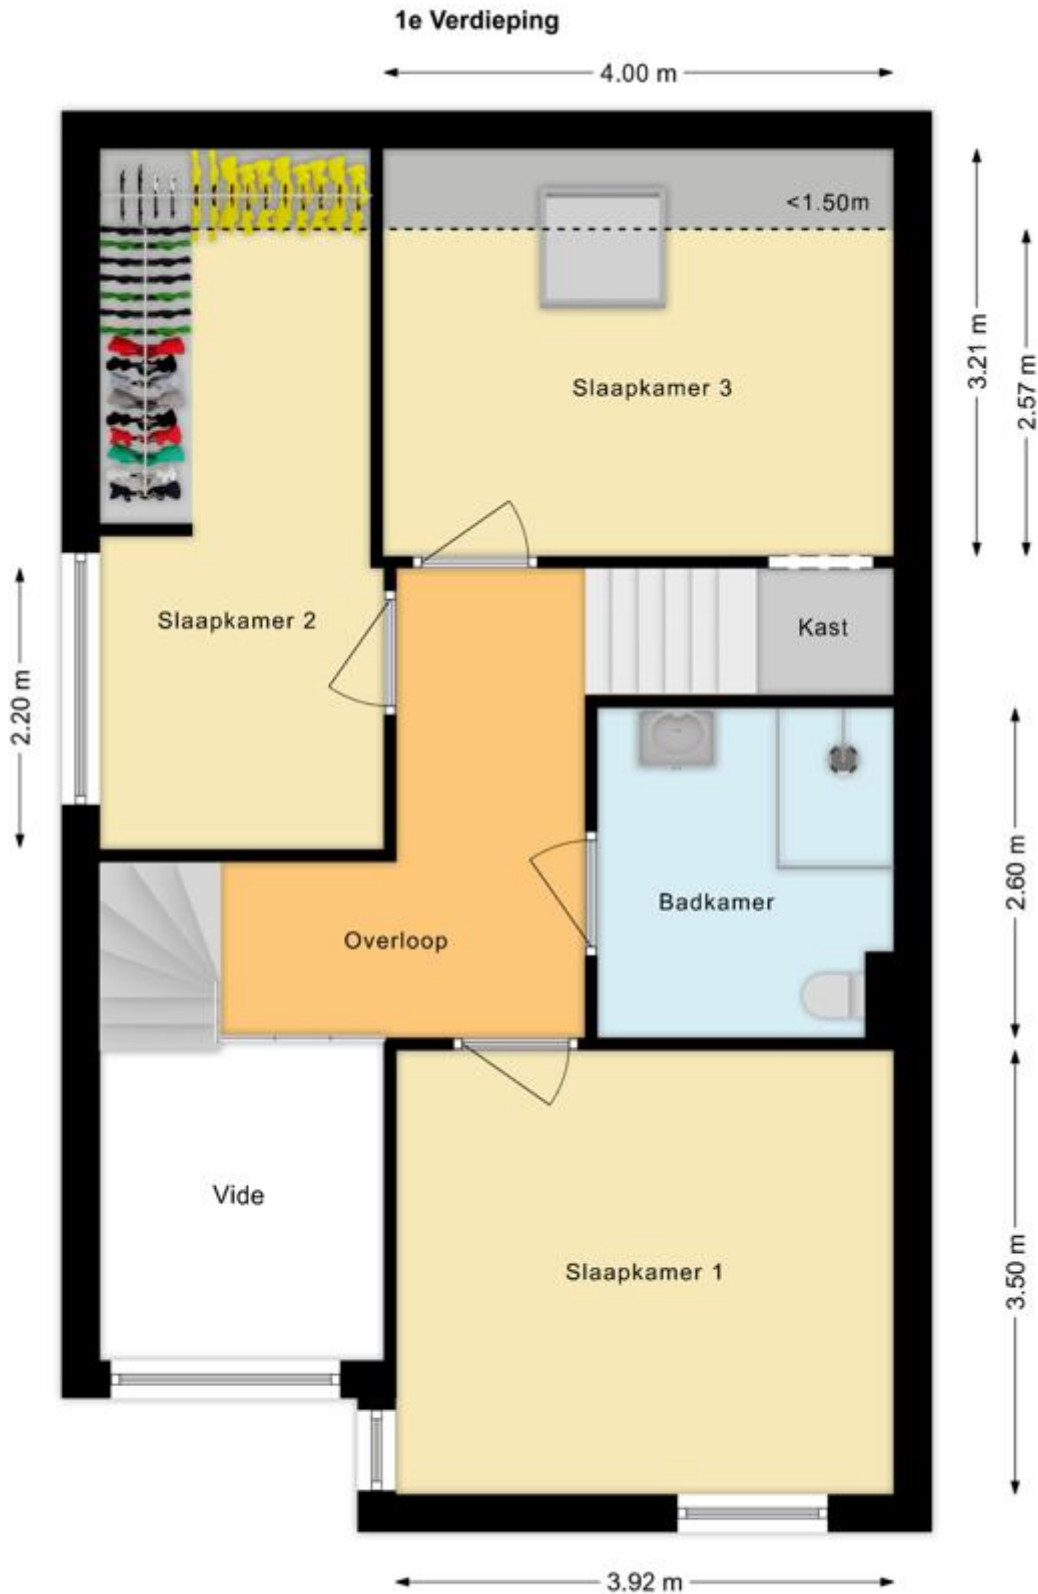 1e Verdieping
4.00 m
<1.50m
3.21 m
2.57 m
Slaapkamer 3
Slaapkamer 2
Kast
2.20 m
2.60 m
Badkamer
Overloop
Vide
3.50 m
Slaapkamer 1
3.92 m